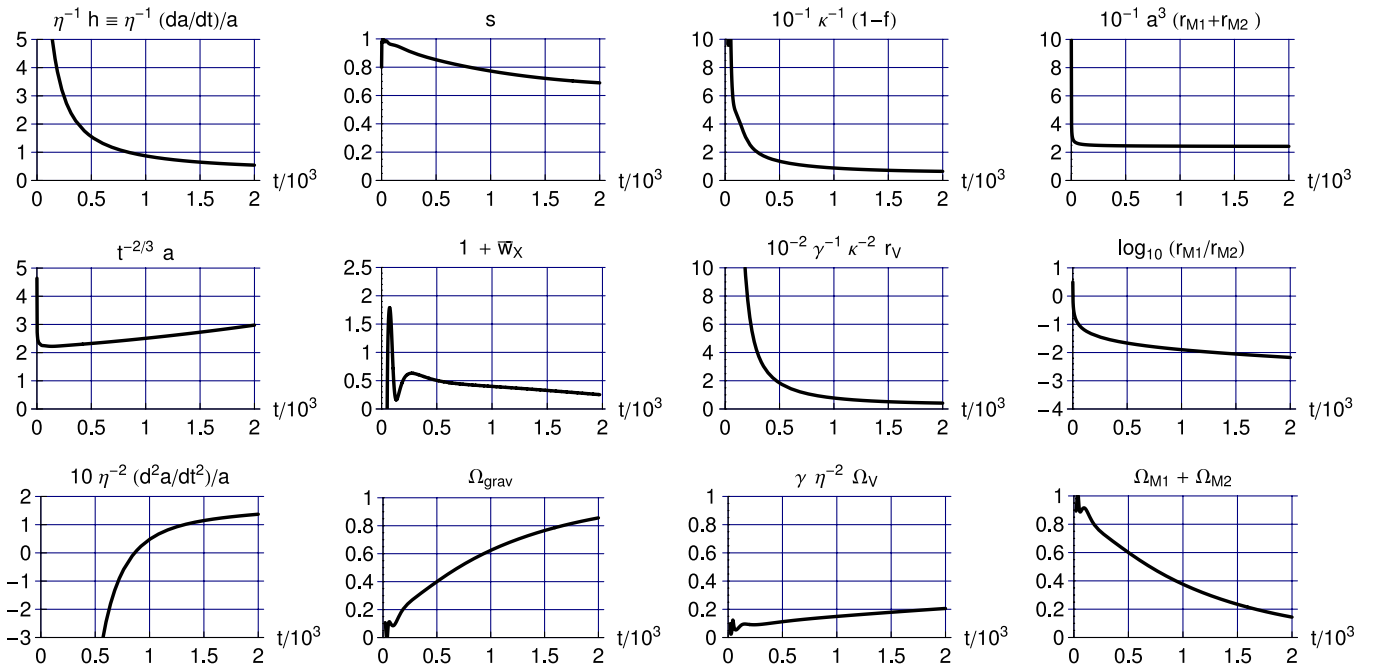 η⁻¹ h ≡ η⁻¹ (da/dt)/a
5
4
3
2
1
0
0 0.5 1 1.5 2
t/10³
s
1
0.8
0.6
0.4
0.2
0
0 0.5 1 1.5 2
t/10³
10⁻¹ κ⁻¹ (1−f)
10
8
6
4
2
0
0 0.5 1 1.5 2
t/10³
10⁻¹ a³ (r_M1+r_M2 )
10
8
6
4
2
0
0 0.5 1 1.5 2
t/10³
t⁻²/³ a
5
4
3
2
1
0
0 0.5 1 1.5 2
t/10³
1 + w̅_X
2.5
2
1.5
1
0.5
0
0 0.5 1 1.5 2
t/10³
10⁻² γ⁻¹ κ⁻² r_V
10
8
6
4
2
0
0 0.5 1 1.5 2
t/10³
log₁₀ (r_M1/r_M2)
1
0
−1
−2
−3
−4
0 0.5 1 1.5 2
t/10³
10 η⁻² (d²a/dt²)/a
2
1
0
−1
−2
−3
0 0.5 1 1.5 2
t/10³
Ω_grav
1
0.8
0.6
0.4
0.2
0
0 0.5 1 1.5 2
t/10³
γ η⁻² Ω_V
1
0.8
0.6
0.4
0.2
0
0 0.5 1 1.5 2
t/10³
Ω_M1 + Ω_M2
1
0.8
0.6
0.4
0.2
0
0 0.5 1 1.5 2
t/10³